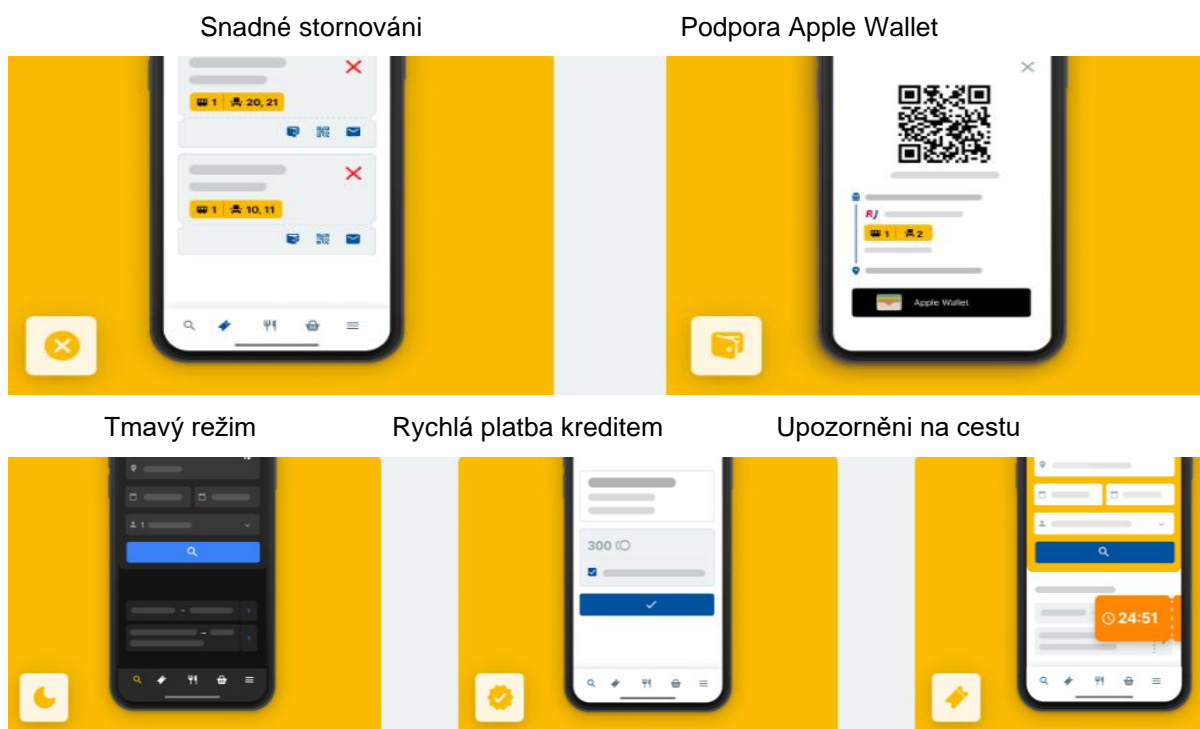 Snadné stornováni
Podpora Apple Wallet
1 20, 21
1 10, 11
RJ
1 2
Apple Wallet
Tmavý režim
Rychlá platba kreditem
Upozorněni na cestu
1
300
24:51